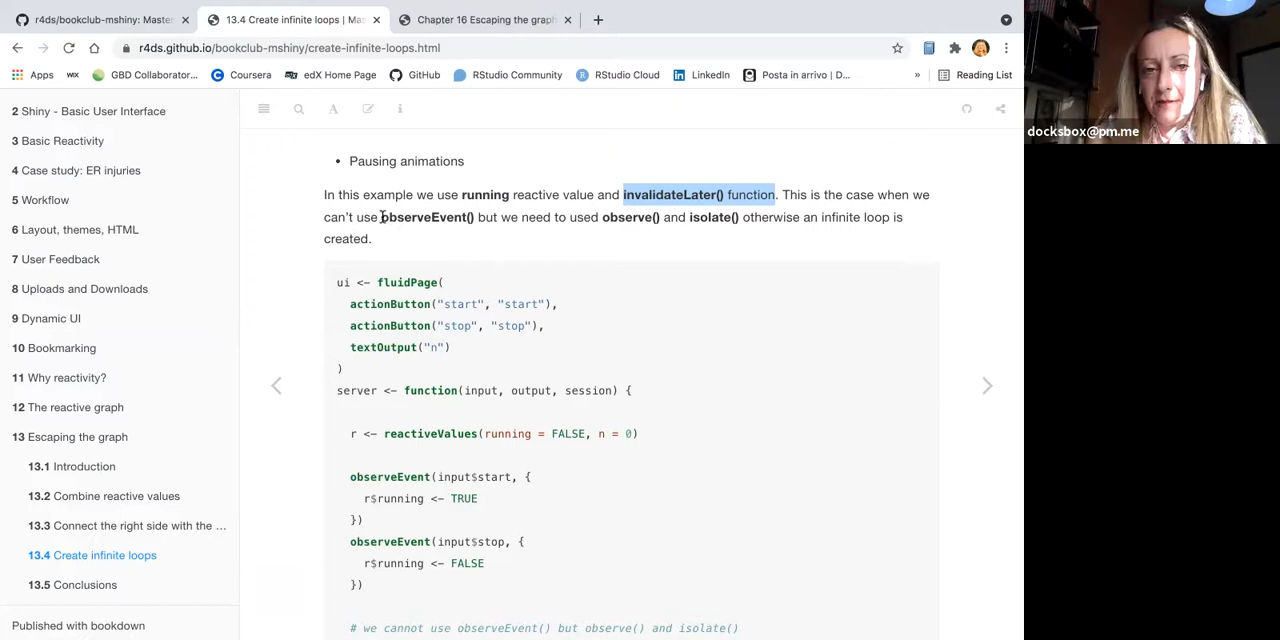 r4ds/bookclub-mshiny: Maste
13.4 Create infinite loops | Mas
Chapter 16 Escaping the graph
r4ds.github.io/bookclub-mshiny/create-infinite-loops.html
Apps
WIX
GBD Collaborator...
Coursera
edX Home Page
GitHub
RStudio Community
RStudio Cloud
LinkedIn
Posta in arrivo | D...
»
Reading List
2 Shiny - Basic User Interface
3 Basic Reactivity
4 Case study: ER injuries
5 Workflow
6 Layout, themes, HTML
7 User Feedback
8 Uploads and Downloads
9 Dynamic UI
10 Bookmarking
11 Why reactivity?
12 The reactive graph
13 Escaping the graph
13.1 Introduction
13.2 Combine reactive values
13.3 Connect the right side with the ...
13.4 Create infinite loops
13.5 Conclusions
Published with bookdown
• Pausing animations
In this example we use running reactive value and invalidateLater() function. This is the case when we
can't use observeEvent() but we need to used observe() and isolate() otherwise an infinite loop is
created.
ui <- fluidPage(
actionButton("start", "start"),
actionButton("stop", "stop"),
textOutput("n")
)
server <- function(input, output, session) {
r <- reactiveValues(running = FALSE, n = 0)
observeEvent(input$start, {
r$running <- TRUE
})
observeEvent(input$stop, {
r$running <- FALSE
})
# we cannot use observeEvent() but observe() and isolate()
docksbox@pm.me